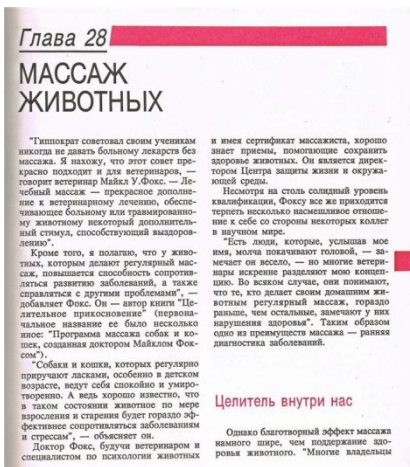 Глава 28
МАССАЖ
ЖИВОТНЫХ
"Гиппократ советовал своим ученикам
никогда не давать больному лекарств без
массажа. Я нахожу, что этот совет пре-
красно подходит и для ветеринаров, —
говорит ветеринар Майкл У.Фокс. — Ле-
чебный массаж — прекрасное дополне-
ние к ветеринарному лечению, обеспе-
чивающее больному или травмированно-
му животному некоторый дополнитель-
ный стимул, способствующий выздоров-
лению".
Кроме того, я полагаю, что у живот-
ных, которым делают регулярный мас-
саж, повышается способность сопротив-
ляться развитию заболеваний, а также
справляться с другими проблемами", —
добавляет Фокс. Он — автор книги "Це-
лительное прикосновение" (первона-
чальное название ее было несколько
иное: "Программа массажа собак и ко-
шек, созданная доктором Майклом Фок-
сом").
"Собаки и кошки, которых регулярно
приручают ласками, особенно в детском
возрасте, ведут себя спокойно и умиро-
творенно. А ведь хорошо известно, что
в таком состоянии животное по мере
взросления и старения будет гораздо эф-
фективнее сопротивляться заболеваниям
и стрессам", — объясняет он.
Доктор Фокс, будучи ветеринаром и
специалистом по психологии животных
и имея сертификат массажиста, хорошо
знает приемы, помогающие сохранить
здоровье животных. Он является дирек-
тором Центра защиты жизни и окружа-
ющей среды.
Несмотря на столь солидный уровень
квалификации, Фоксу все же приходится
терпеть несколько насмешливое отноше-
ние к себе со стороны некоторых коллег
в научном мире.
"Есть люди, которые, услышав мое
имя, молча покачивают головой, — за-
мечает он весело, — но многие ветери-
нары искренне разделяют мою концеп-
цию. Во всяком случае, они понимают,
что те, кто делает своим домашним жи-
вотным регулярный массаж, гораздо
раньше, чем остальные, замечают у них
нарушения здоровья". Таким образом
одно из преимуществ массажа — ранняя
диагностика заболеваний.
Целитель внутри нас
Однако благотворный эффект массажа
намного шире, чем поддержание здо-
ровья животного. "Многие владельцы